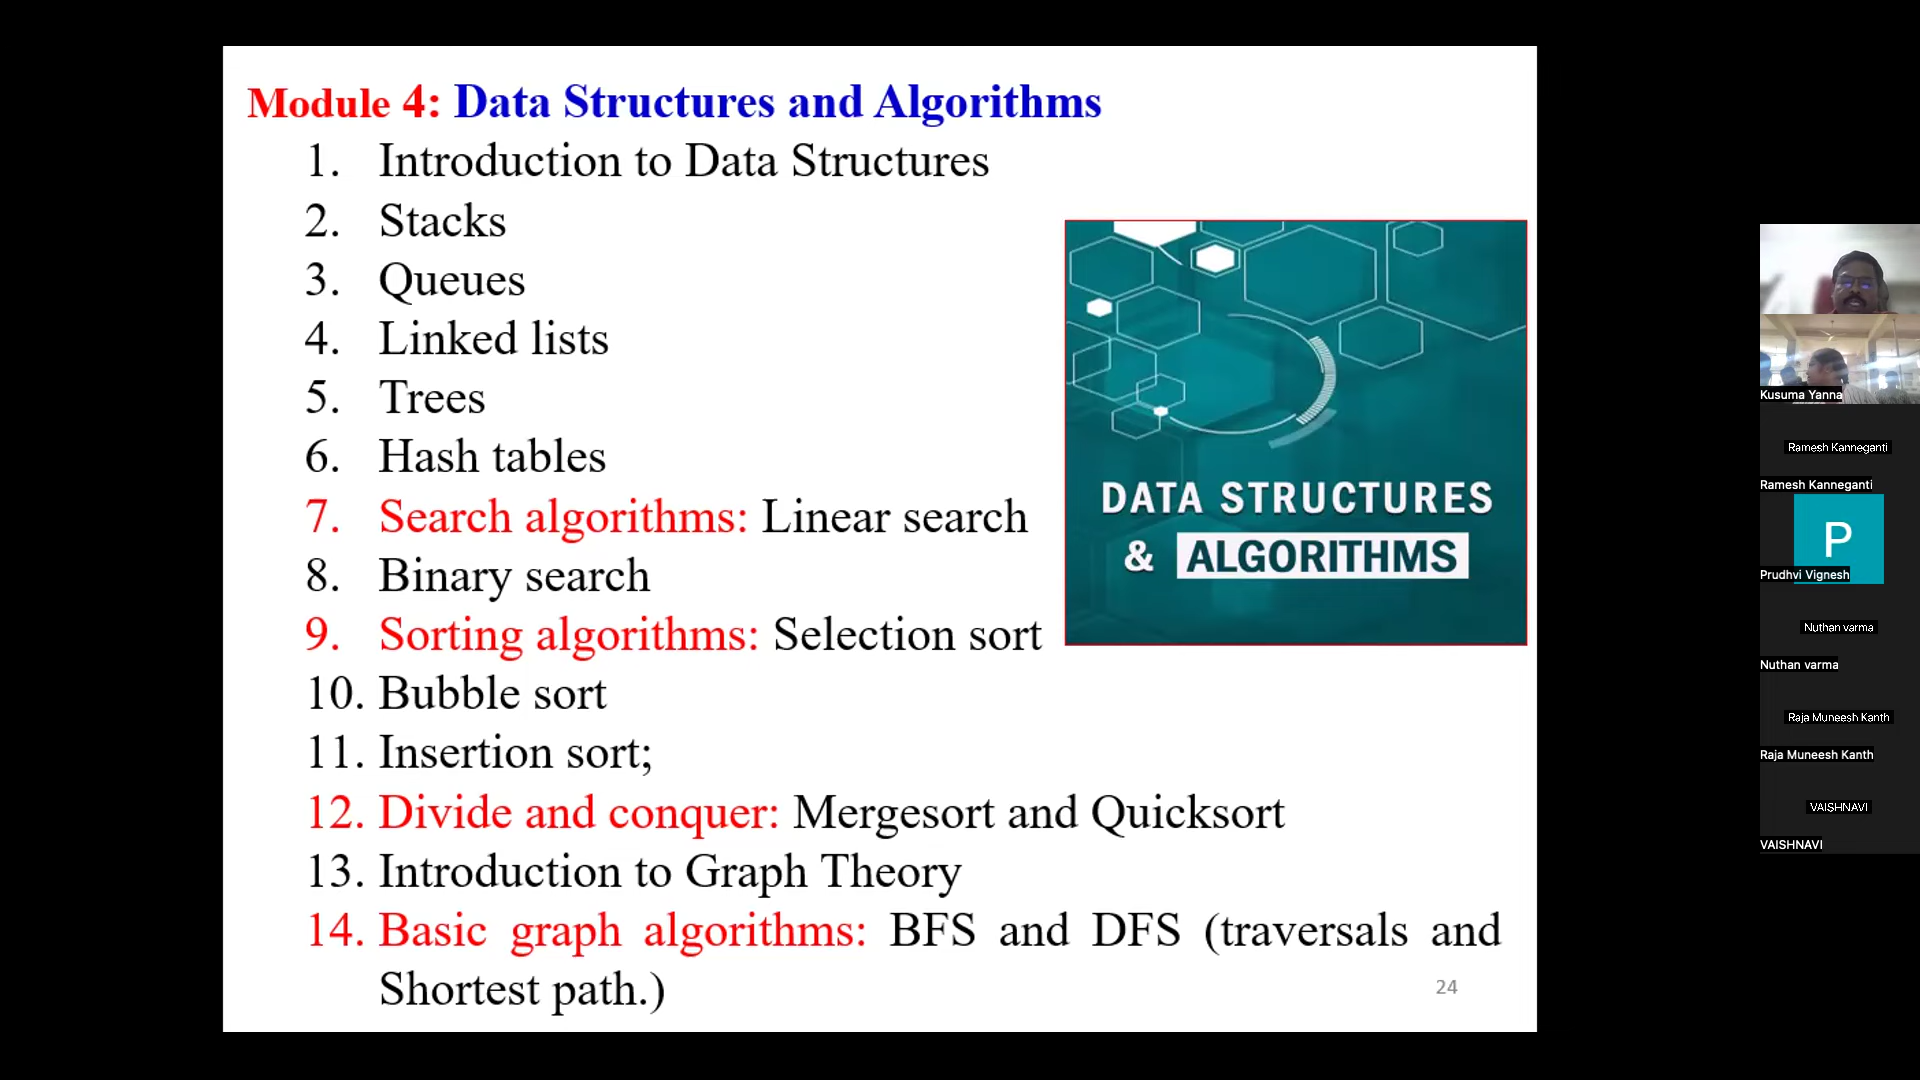 Module 4: Data Structures and Algorithms
1. Introduction to Data Structures
2. Stacks
3. Queues
4. Linked lists
5. Trees
6. Hash tables
7. Search algorithms: Linear search
8. Binary search
9. Sorting algorithms: Selection sort
10. Bubble sort
11. Insertion sort;
12. Divide and conquer: Mergesort and Quicksort
13. Introduction to Graph Theory
14. Basic graph algorithms: BFS and DFS (traversals and
Shortest path.)
24
DATA STRUCTURES
& ALGORITHMS
Kusuma Yanna
Ramesh Kanneganti
Ramesh Kanneganti
P
Prudhvi Vignesh
Nuthan varma
Nuthan varma
Raja Muneesh Kanth
Raja Muneesh Kanth
VAISHNAVI
VAISHNAVI